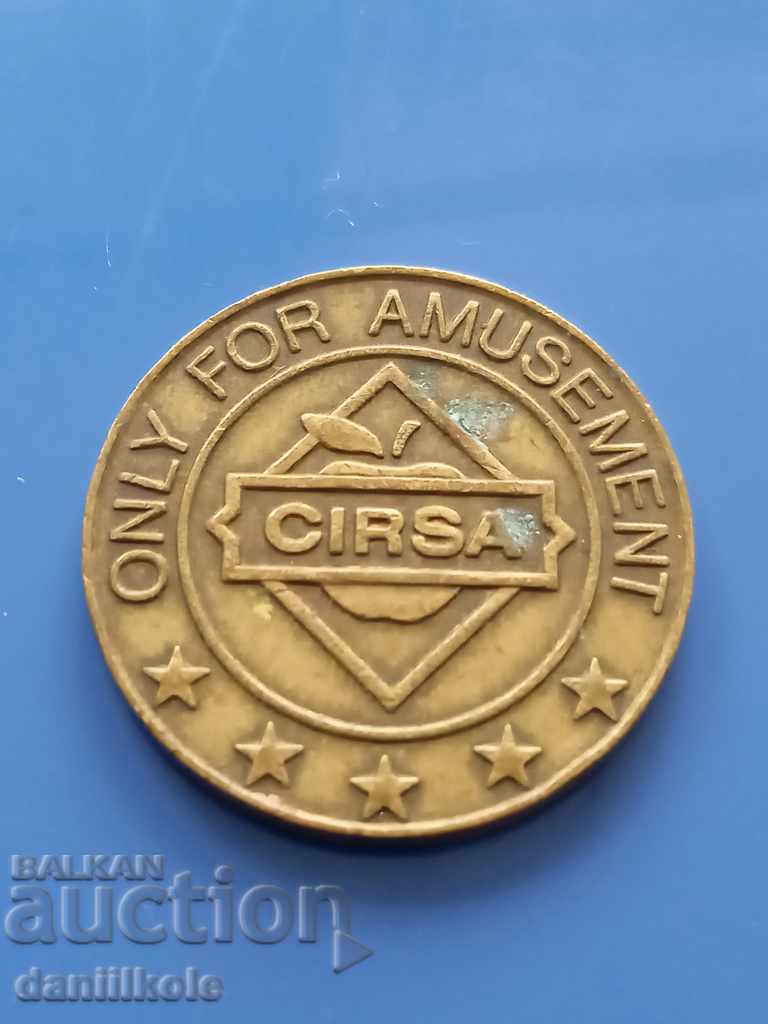 ONLY FOR AMUSEMENT
CIRSA
BALKAN
auction
daniilkole